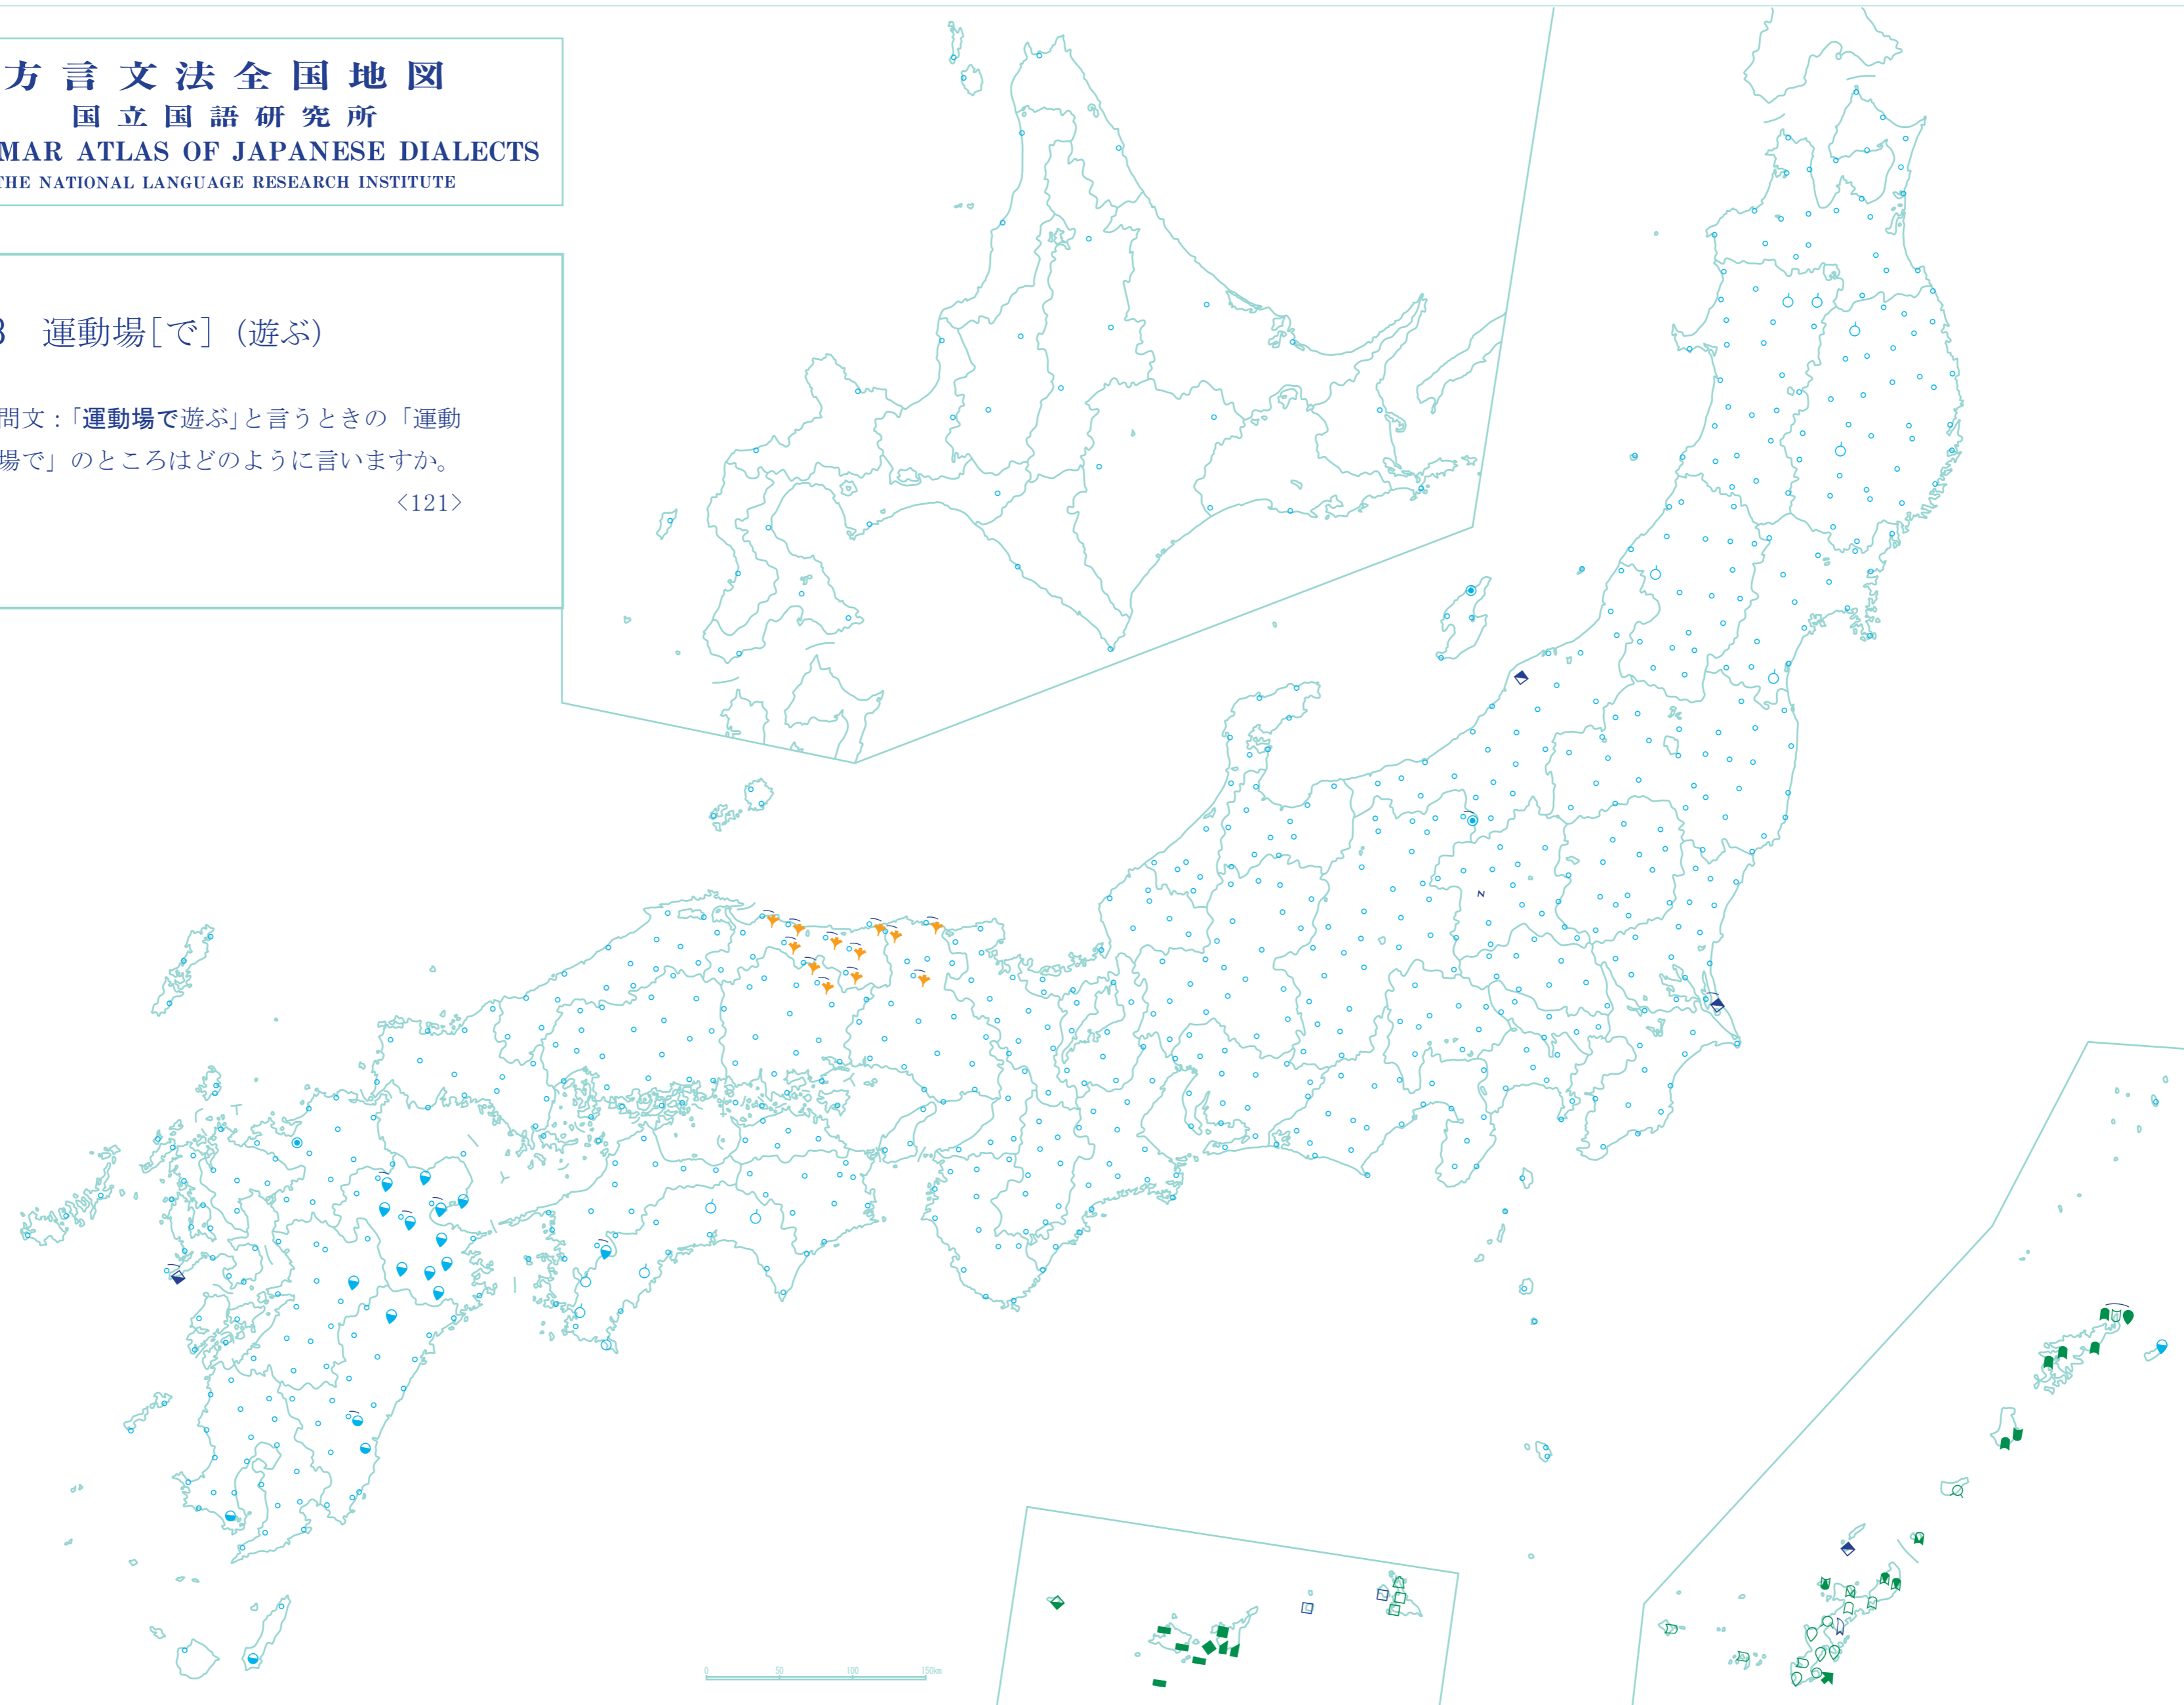 方言文法全国地図
国立国語研究所
MAR ATLAS OF JAPANESE DIALECTS
THE NATIONAL LANGUAGE RESEARCH INSTITUTE
運動場[で] (遊ぶ)
問文:「運動場で遊ぶ」と言うときの「運動
場で」のところはどのように言いますか。
<121>
N
0 50 100 150km